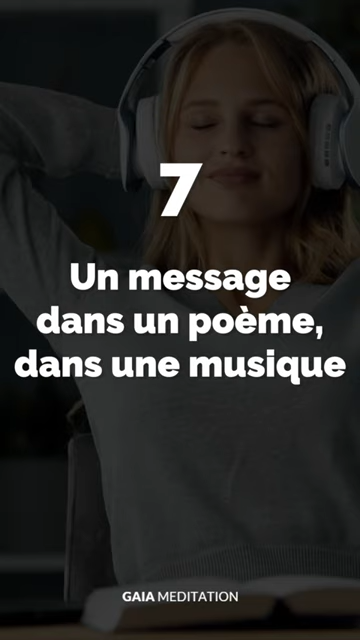 7
Un message
dans un poème,
dans une musique
GAIA MEDITATION